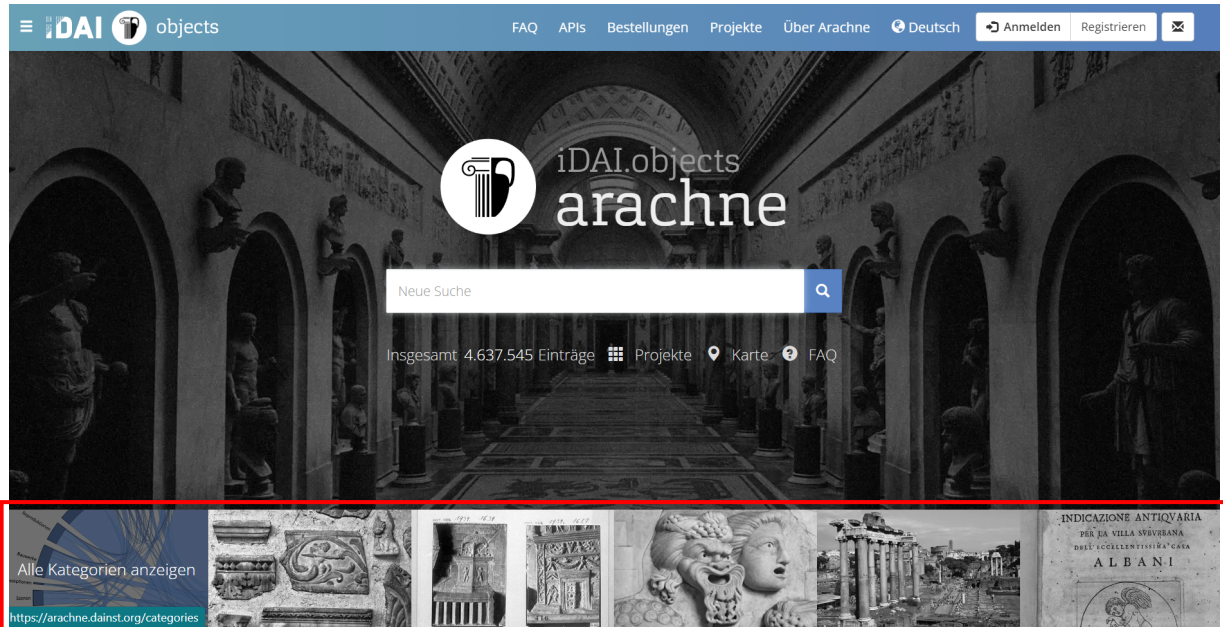 iDAI objects
FAQ APIs Bestellungen Projekte Über Arachne Deutsch Anmelden Registrieren
iDAI.objects
arachne
Neue Suche
Insgesamt 4.637.545 Einträge Projekte Karte FAQ
Alle Kategorien anzeigen
https://arachne.dainst.org/categories
INDICAZIONE ANTIQVARIA
PER LA VILLA SVBVRBANA
DELL'ECCELLENTISSIMA CASA
ALBANI